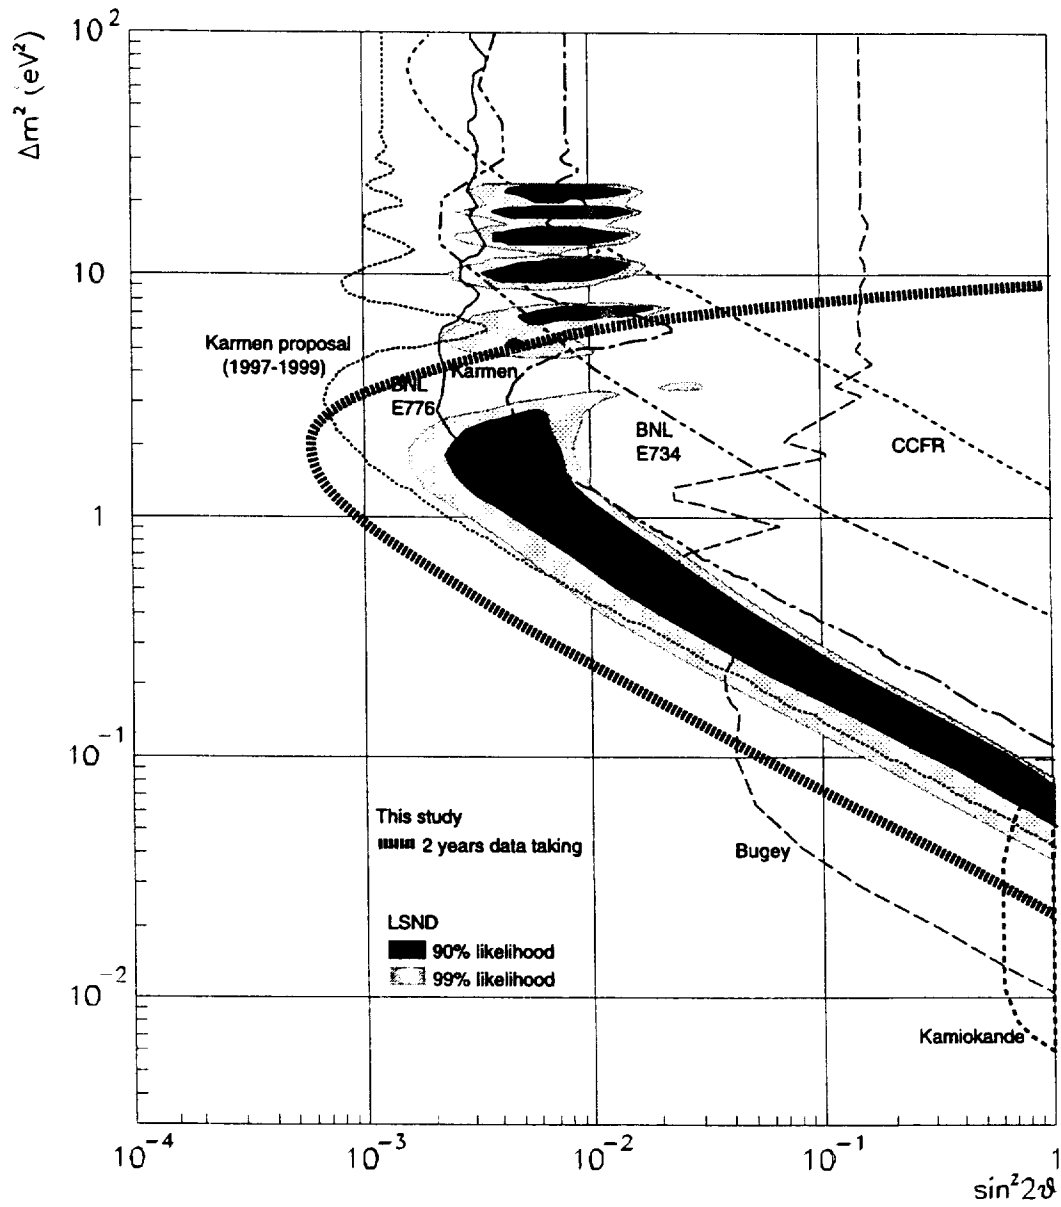 10²
Δm² (eV²)
10
Karmen proposal
(1997-1999)
Karmen
BNL
E776
BNL
E734
CCFR
1
10⁻¹
This study
2 years data taking
Bugey
LSND
90% likelihood
99% likelihood
10⁻²
Kamiokande
10⁻⁴ 10⁻³ 10⁻² 10⁻¹ 1
sin²2ϑ